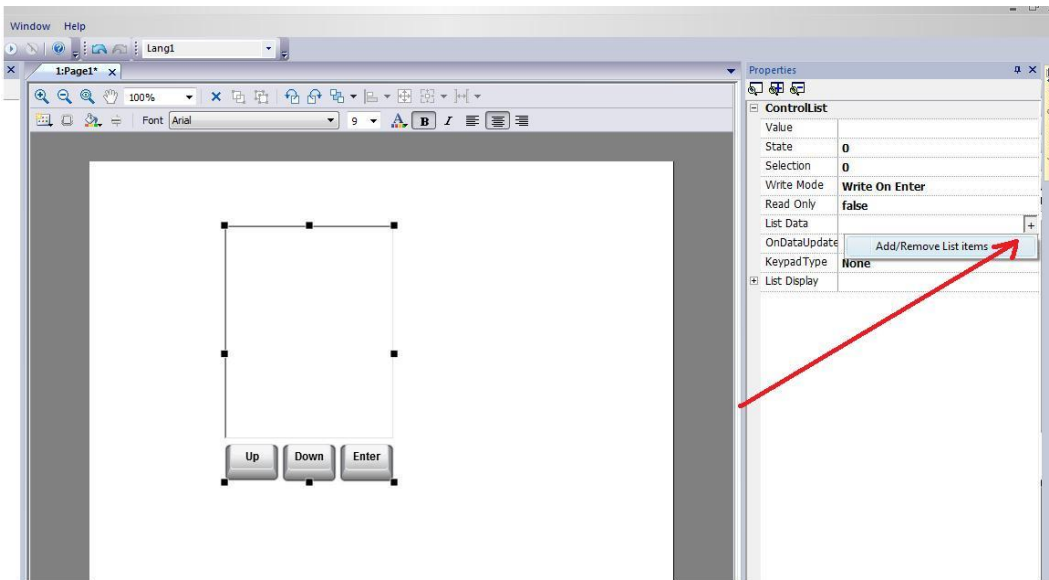 Window Help
Lang1
1:Page1* x
Properties
100%
Font Arial 9 A B I
ControlList
Value
State 0
Selection 0
Write Mode Write On Enter
Read Only false
List Data
OnDataUpdate
Add/Remove List items
KeypadType None
List Display
Up Down Enter